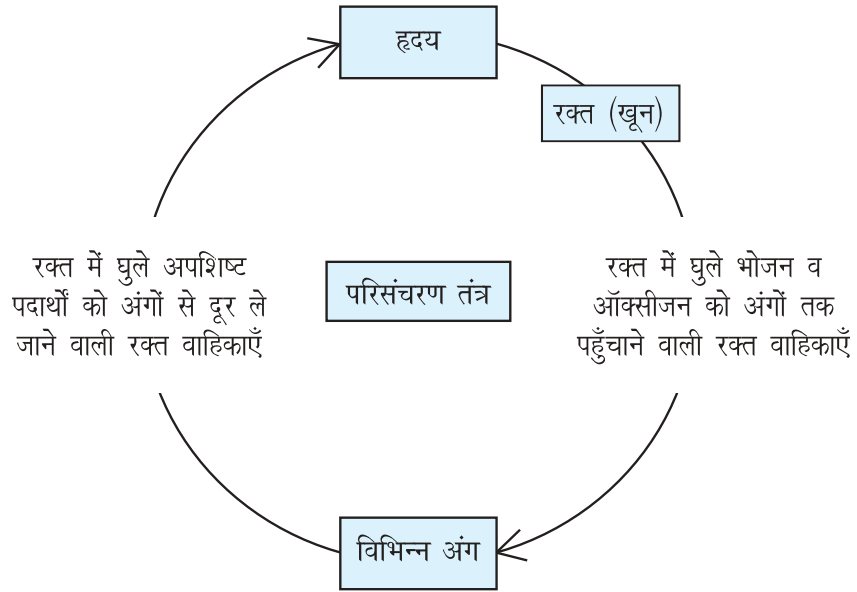 हृदय
रक्त (खून)
रक्त में घुले अपशिष्ट
पदार्थों को अंगों से दूर ले
जाने वाली रक्त वाहिकाएँ
परिसंचरण तंत्र
रक्त में घुले भोजन व
ऑक्सीजन को अंगों तक
पहुँचाने वाली रक्त वाहिकाएँ
विभिन्न अंग